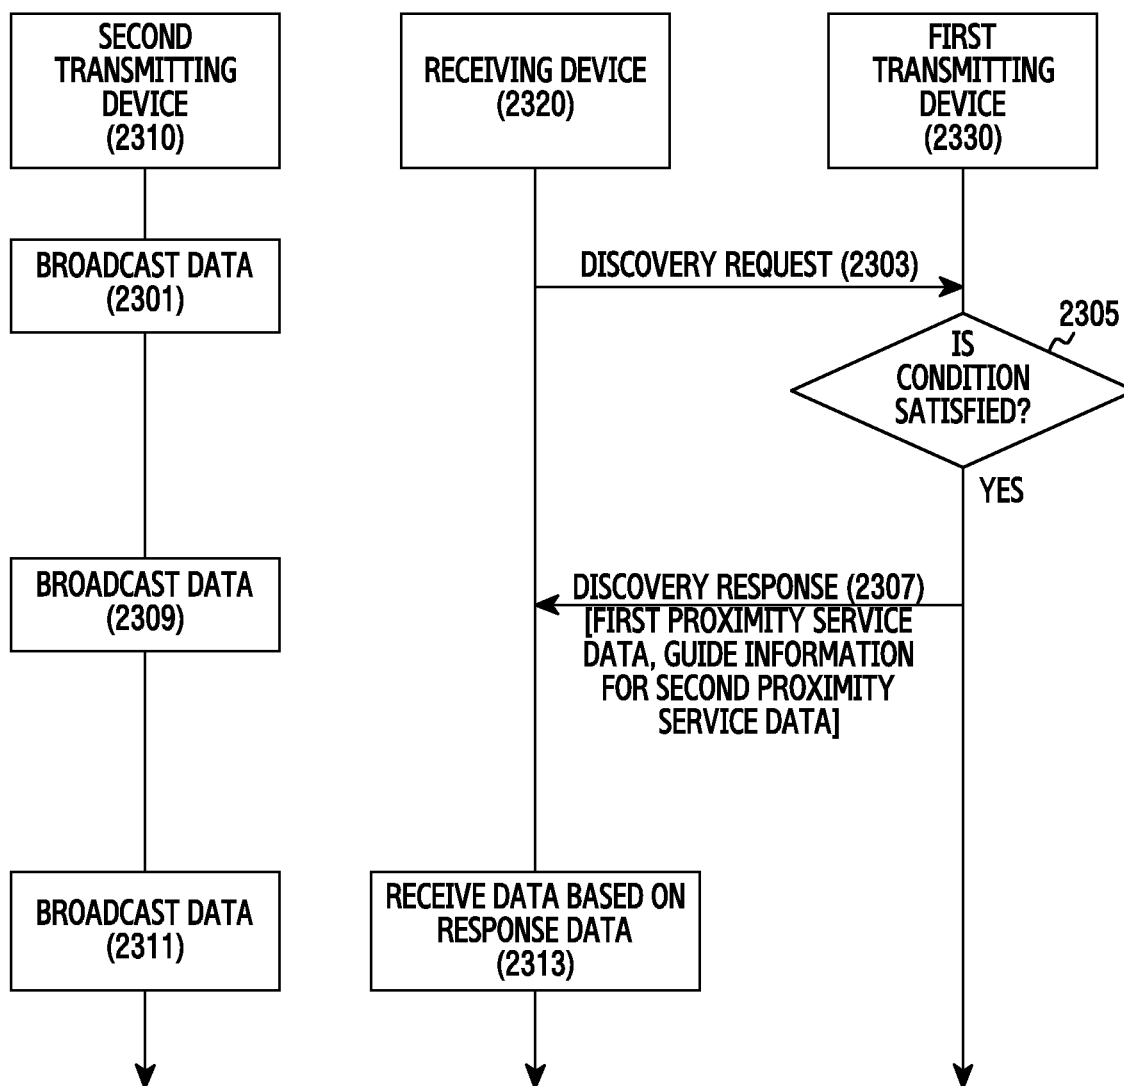 SECOND
TRANSMITTING
DEVICE
(2310)
RECEIVING DEVICE
(2320)
FIRST
TRANSMITTING
DEVICE
(2330)
BROADCAST DATA
(2301)
DISCOVERY REQUEST (2303)
2305
IS
CONDITION
SATISFIED?
YES
BROADCAST DATA
(2309)
DISCOVERY RESPONSE (2307)
[FIRST PROXIMITY SERVICE
DATA, GUIDE INFORMATION
FOR SECOND PROXIMITY
SERVICE DATA]
BROADCAST DATA
(2311)
RECEIVE DATA BASED ON
RESPONSE DATA
(2313)